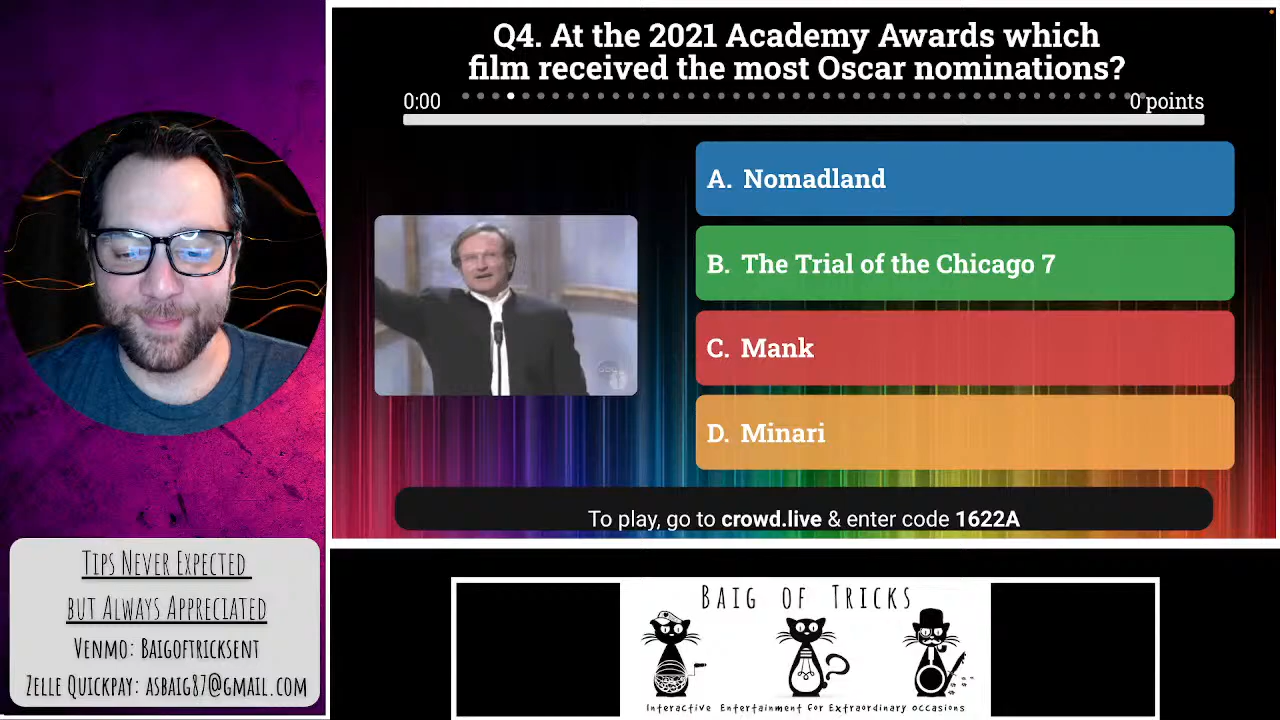 Q4. At the 2021 Academy Awards which
film received the most Oscar nominations?
0:00
0 points
A. Nomadland
B. The Trial of the Chicago 7
C. Mank
D. Minari
To play, go to crowd.live & enter code 1622A
Tips Never Expected
but Always Appreciated
Venmo: Baigoftricksent
Zelle Quickpay: asbaig87@gmail.com
Baig of Tricks
Interactive Entertainment for Extraordinary Occasions
abc